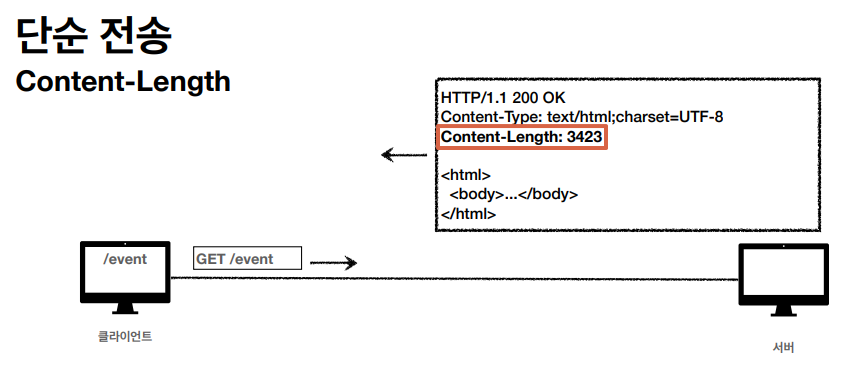 단순 전송
Content-Length
HTTP/1.1 200 OK
Content-Type: text/html;charset=UTF-8
Content-Length: 3423
<html>
<body>...</body>
</html>
/event
GET /event
클라이언트
서버